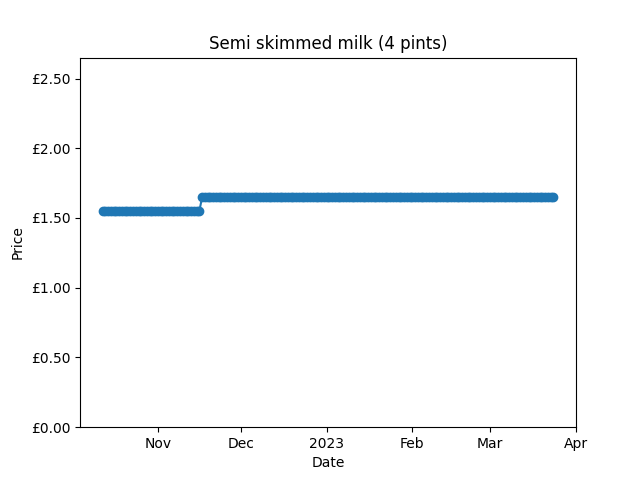 Semi skimmed milk (4 pints)
£2.50
£2.00
£1.50
£1.00
£0.50
£0.00
Price
Nov Dec 2023 Feb Mar Apr
Date